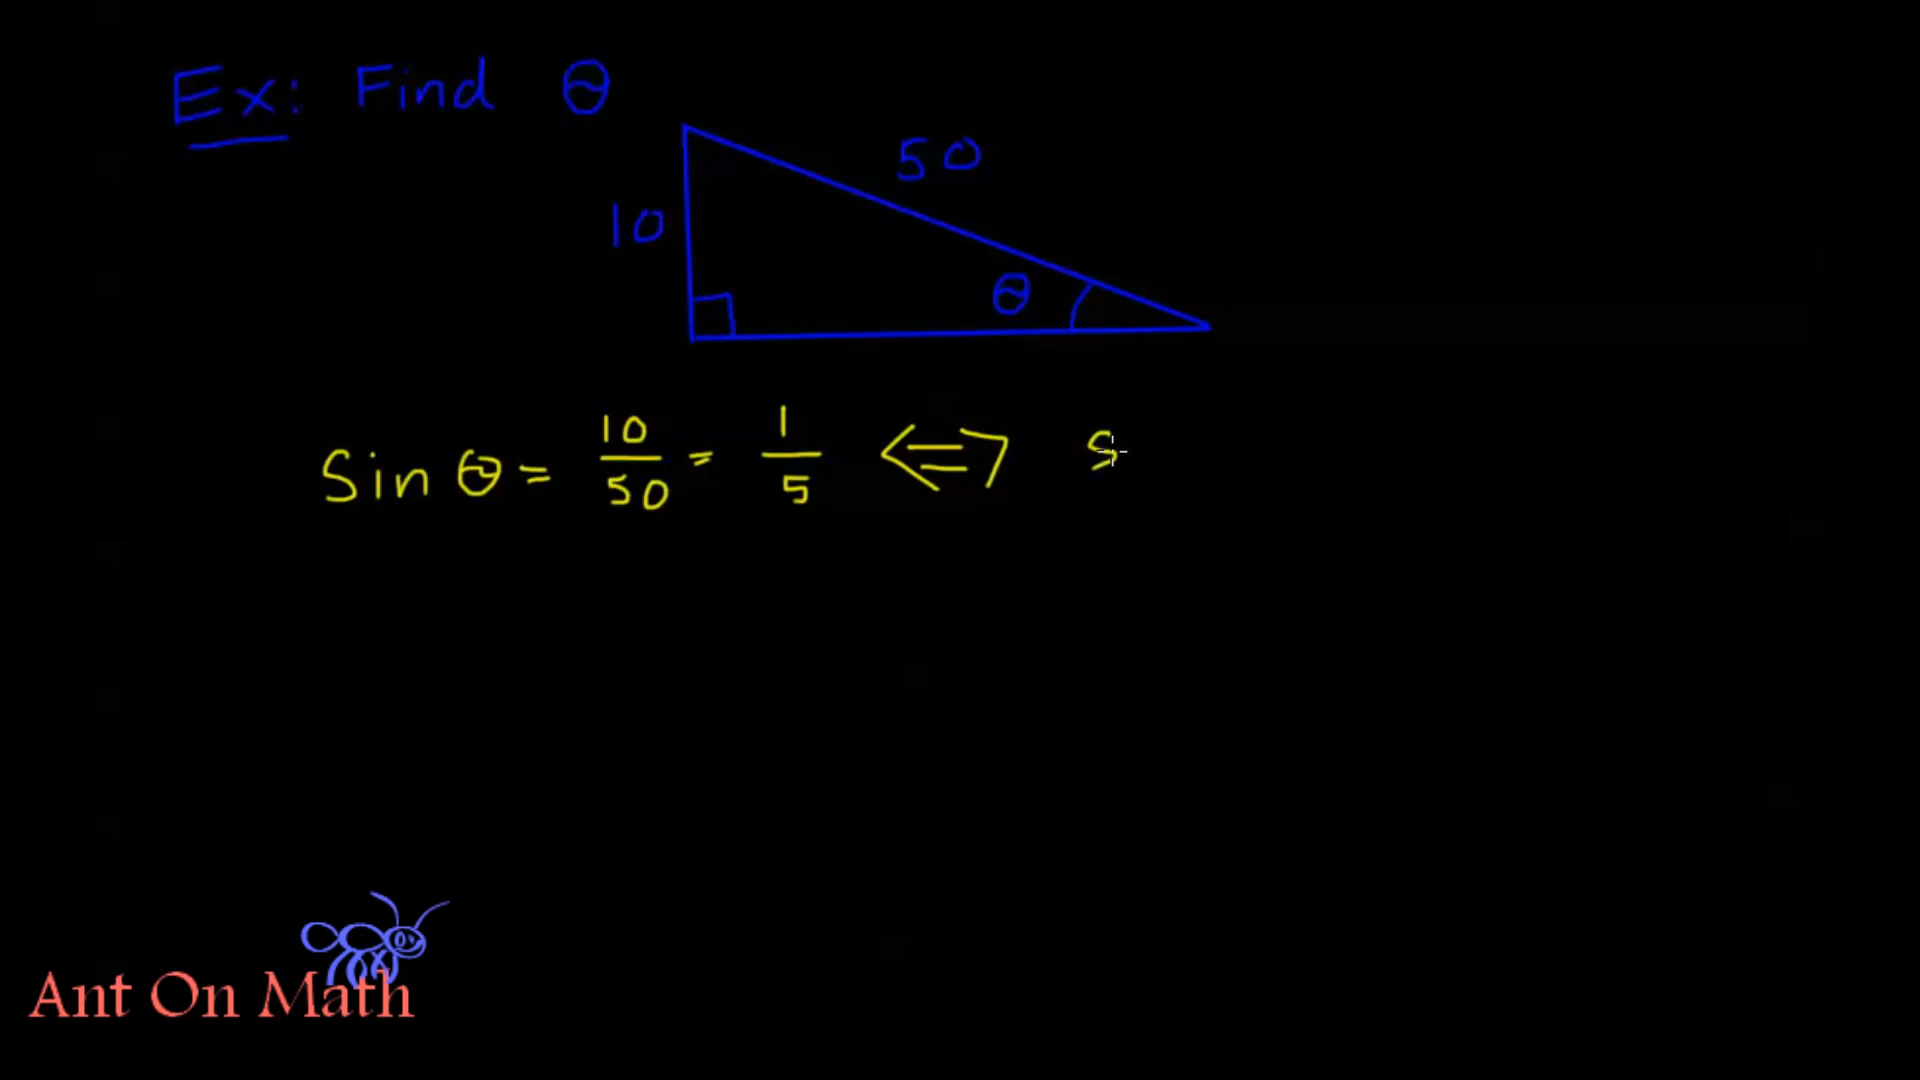 Ex: Find θ
50
10
θ
Sin θ = 10/50 = 1/5 <=> S
Ant On Math